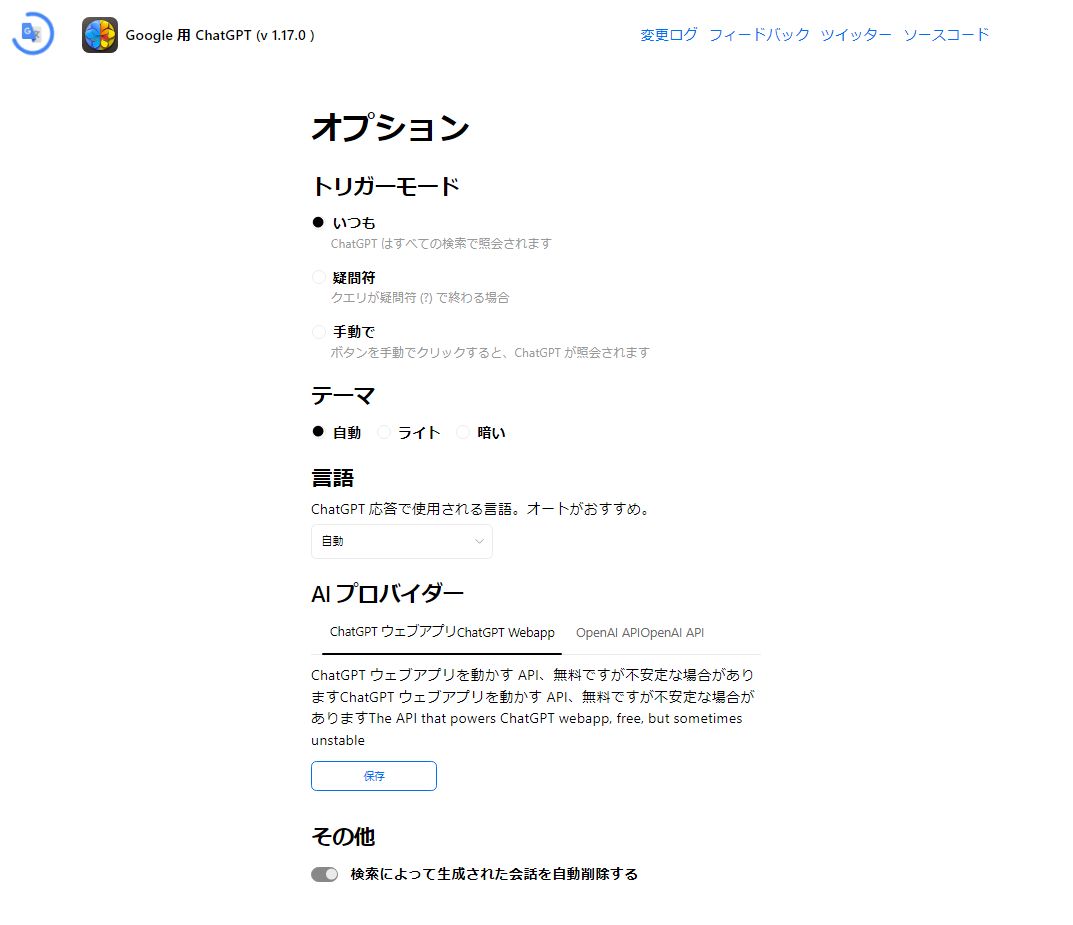 Google 用 ChatGPT (v 1.17.0 )
変更ログ フィードバック ツイッター ソースコード
オプション
トリガーモード
いつも
ChatGPT はすべての検索で照会されます
疑問符
クエリが疑問符 (?) で終わる場合
手動で
ボタンを手動でクリックすると、ChatGPT が照会されます
テーマ
自動 ライト 暗い
言語
ChatGPT 応答で使用される言語。オートがおすすめ。
自動
AI プロバイダー
ChatGPT ウェブアプリChatGPT Webapp OpenAI APIOpenAI API
ChatGPT ウェブアプリを動かす API、無料ですが不安定な場合があり
ますChatGPT ウェブアプリを動かす API、無料ですが不安定な場合が
ありますThe API that powers ChatGPT webapp, free, but sometimes
unstable
保存
その他
検索によって生成された会話を自動削除する